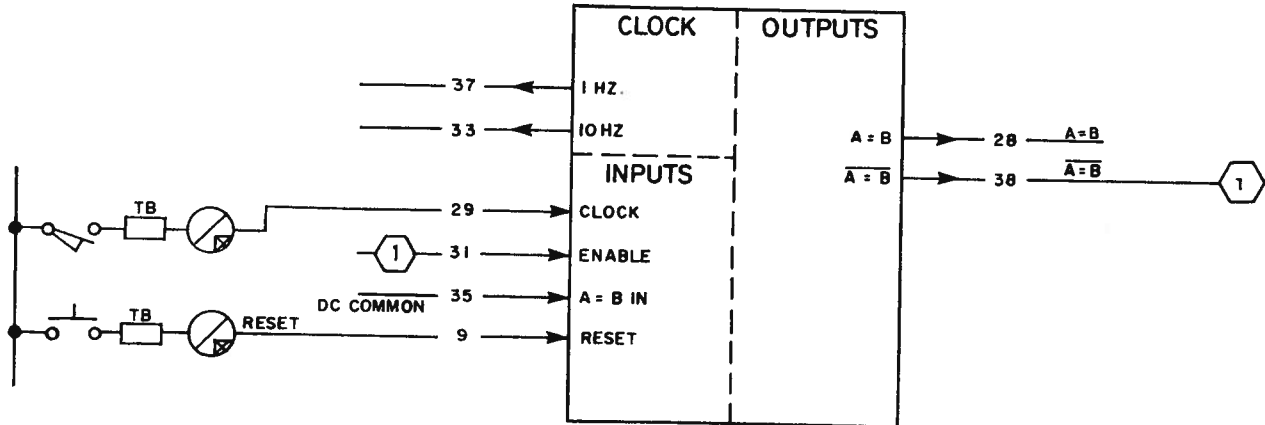 CLOCK OUTPUTS
37 1 HZ.
33 10 HZ
A = B 28 A=B
A = B 38 A=B 1
INPUTS
TB 29 CLOCK
1 31 ENABLE
DC COMMON 35 A = B IN
TB RESET 9 RESET